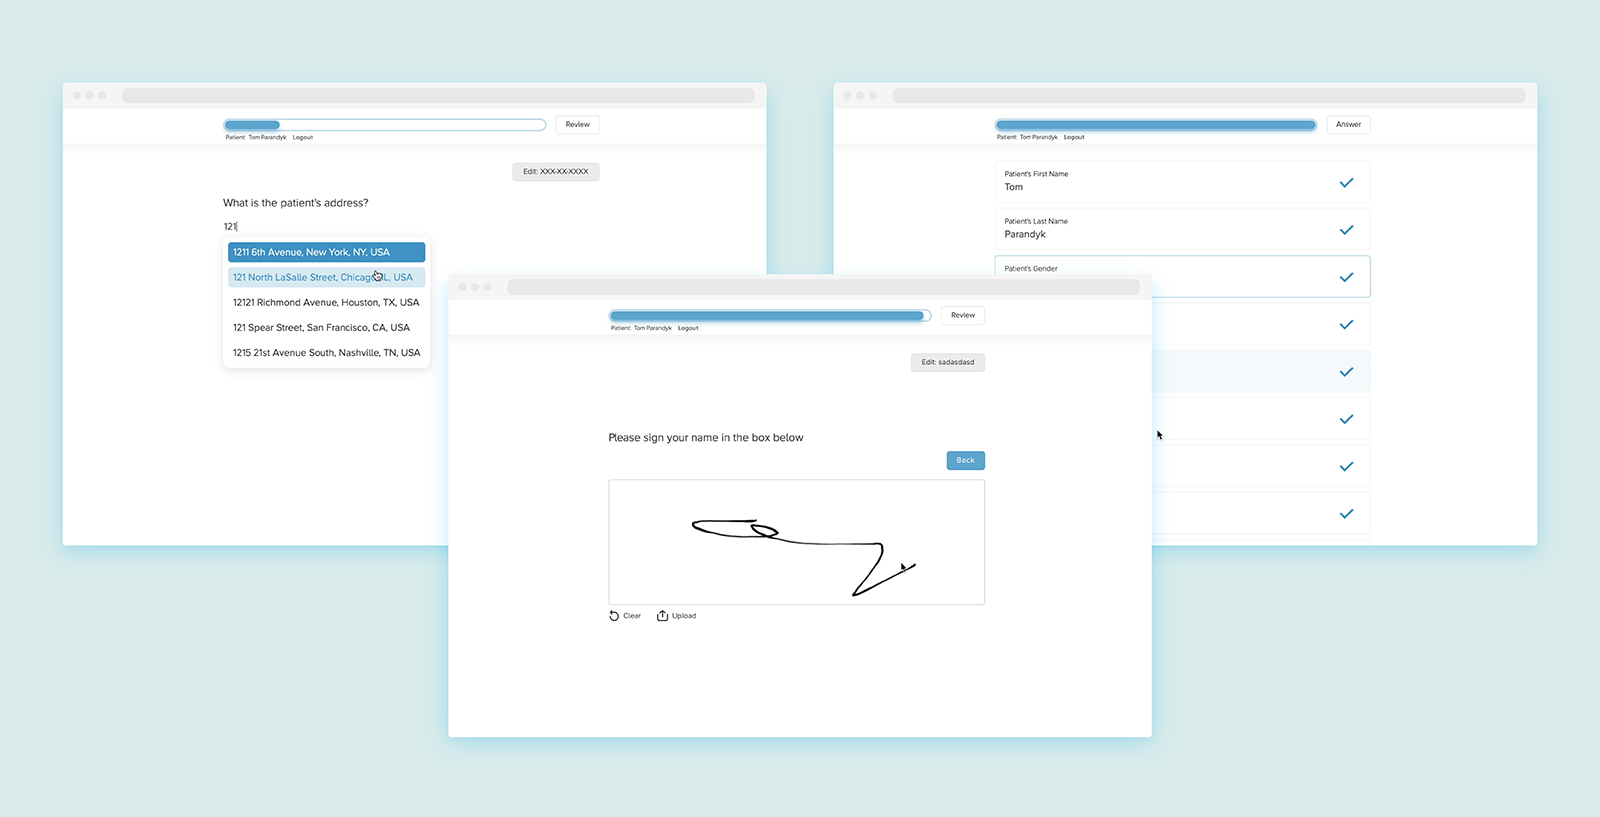 Review
Patient: Tom Parandyk Logout
Edit: XXX-XX-XXXX
What is the patient's address?
121
1211 6th Avenue, New York, NY, USA
121 North LaSalle Street, Chicago, IL, USA
12121 Richmond Avenue, Houston, TX, USA
121 Spear Street, San Francisco, CA, USA
1215 21st Avenue South, Nashville, TN, USA
Review
Patient: Tom Parandyk Logout
Edit: sadasdasd
Please sign your name in the box below
Back
Clear Upload
Answer
Patient: Tom Parandyk Logout
Patient's First Name
Tom
Patient's Last Name
Parandyk
Patient's Gender